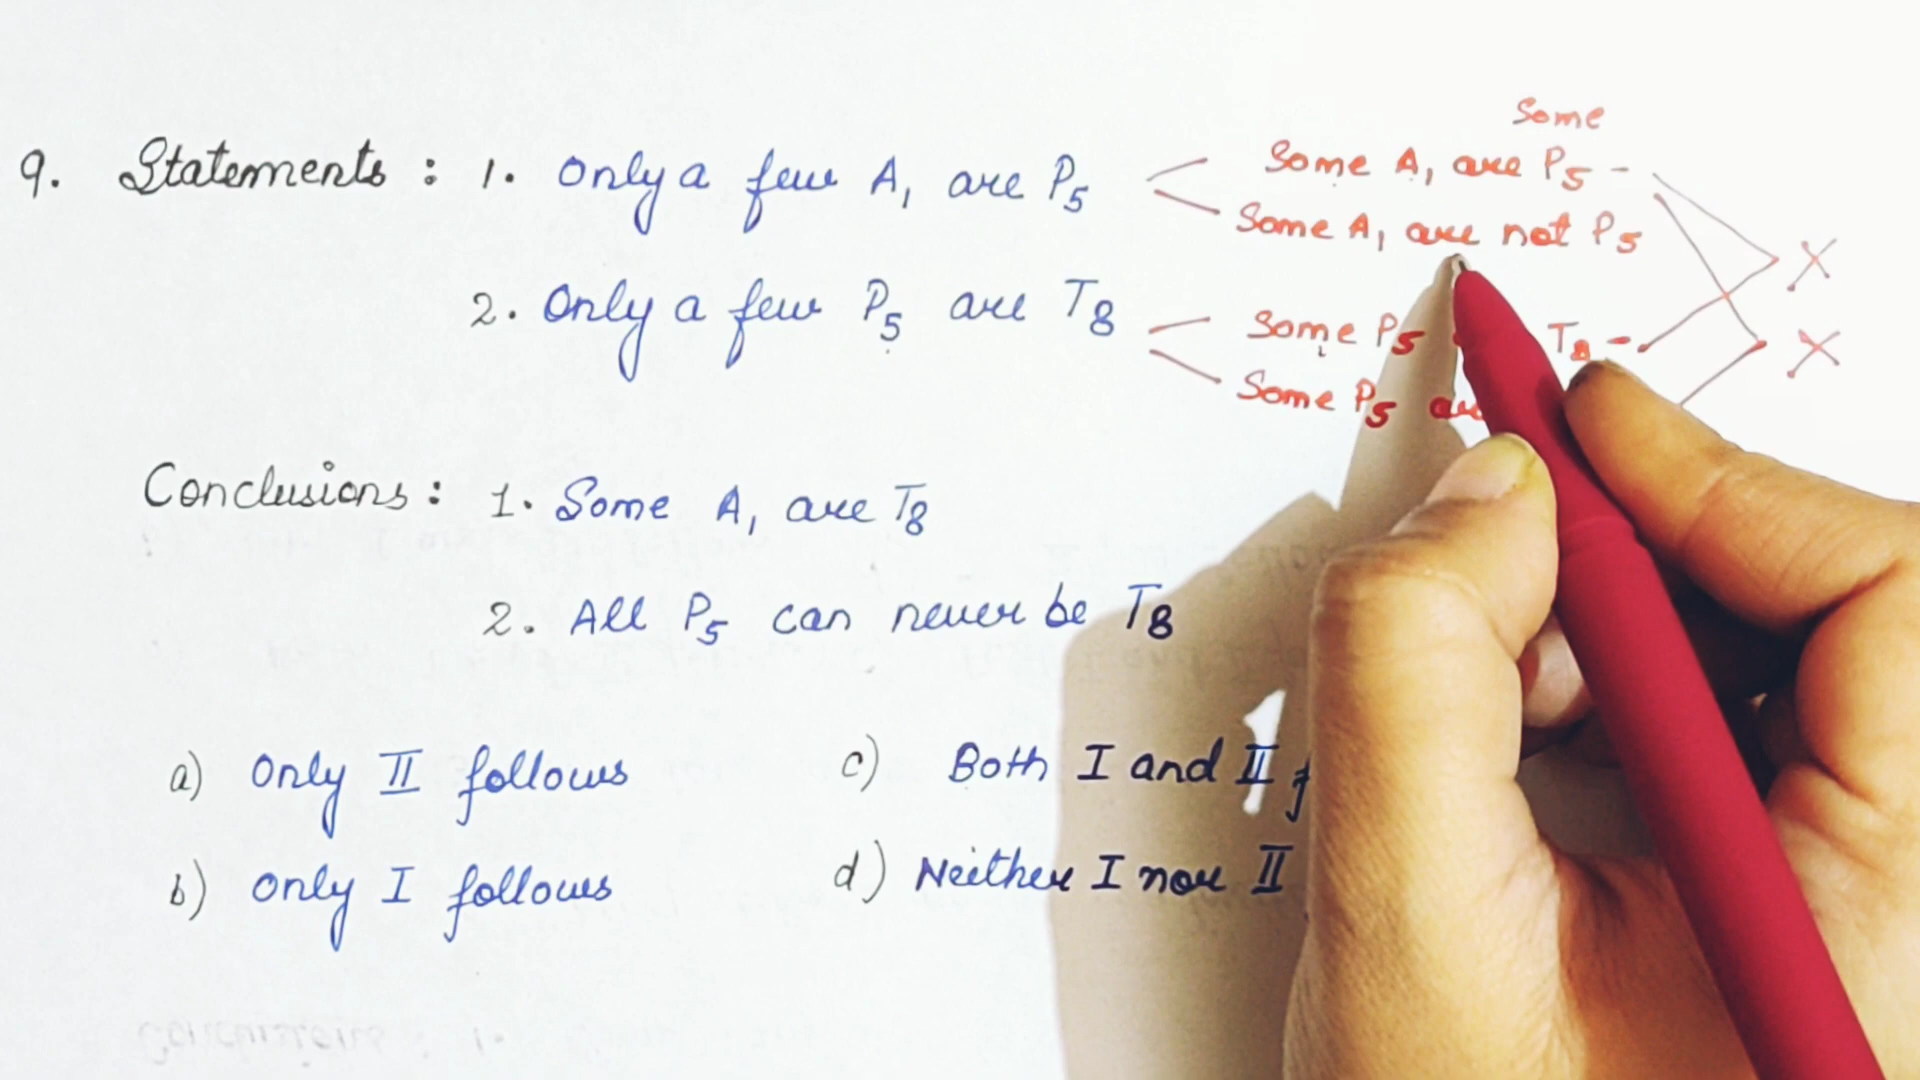 Some
9. Statements : 1. Only a few A1 are P5
Some A1 are P5 -
Some A1 are not P5
2. Only a few P5 are T8
Some P5 T8 -
Some P5
Conclusions : 1. Some A1 are T8
2. All P5 can never be T8
a) Only II follows
c) Both I and II
b) only I follows
d) Neither I nor II